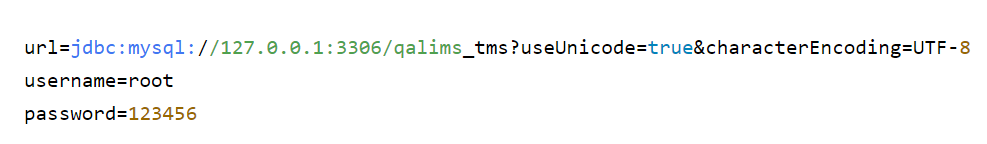 url=jdbc:mysql://127.0.0.1:3306/qalims_tms?useUnicode=true&characterEncoding=UTF-8
username=root
password=123456